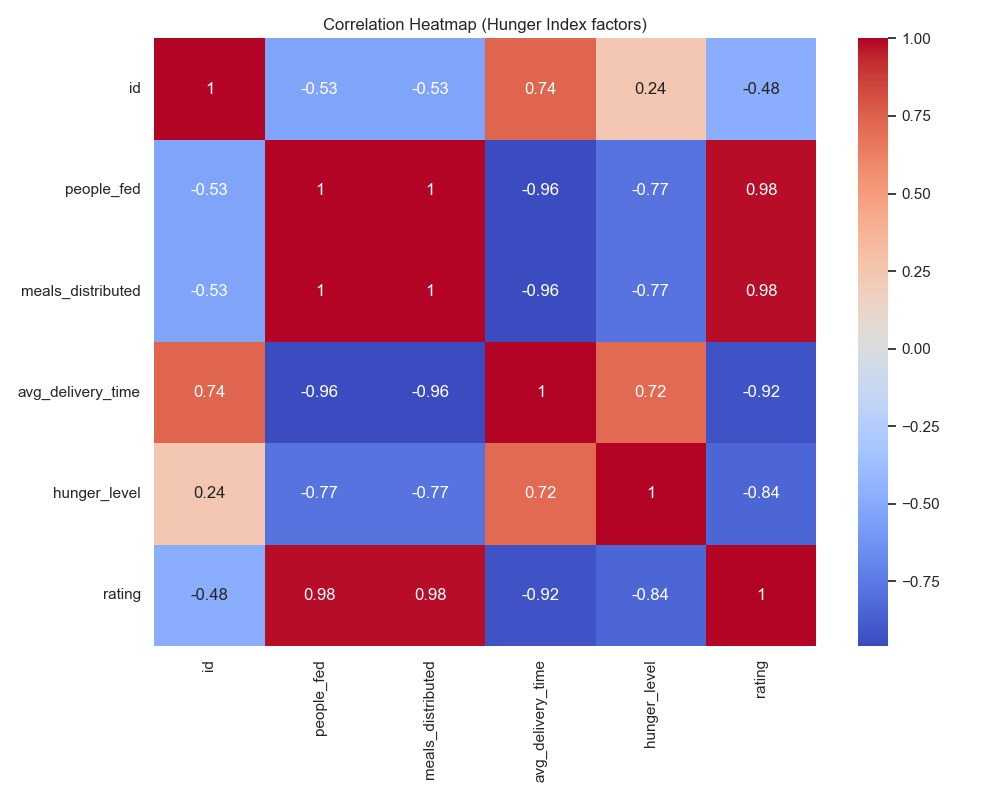 Correlation Heatmap (Hunger Index factors)
id 1 -0.53 -0.53 0.74 0.24 -0.48
people_fed -0.53 1 1 -0.96 -0.77 0.98
meals_distributed -0.53 1 1 -0.96 -0.77 0.98
avg_delivery_time 0.74 -0.96 -0.96 1 0.72 -0.92
hunger_level 0.24 -0.77 -0.77 0.72 1 -0.84
rating -0.48 0.98 0.98 -0.92 -0.84 1
id
people_fed
meals_distributed
avg_delivery_time
hunger_level
rating
1.00
0.75
0.50
0.25
0.00
−0.25
−0.50
−0.75